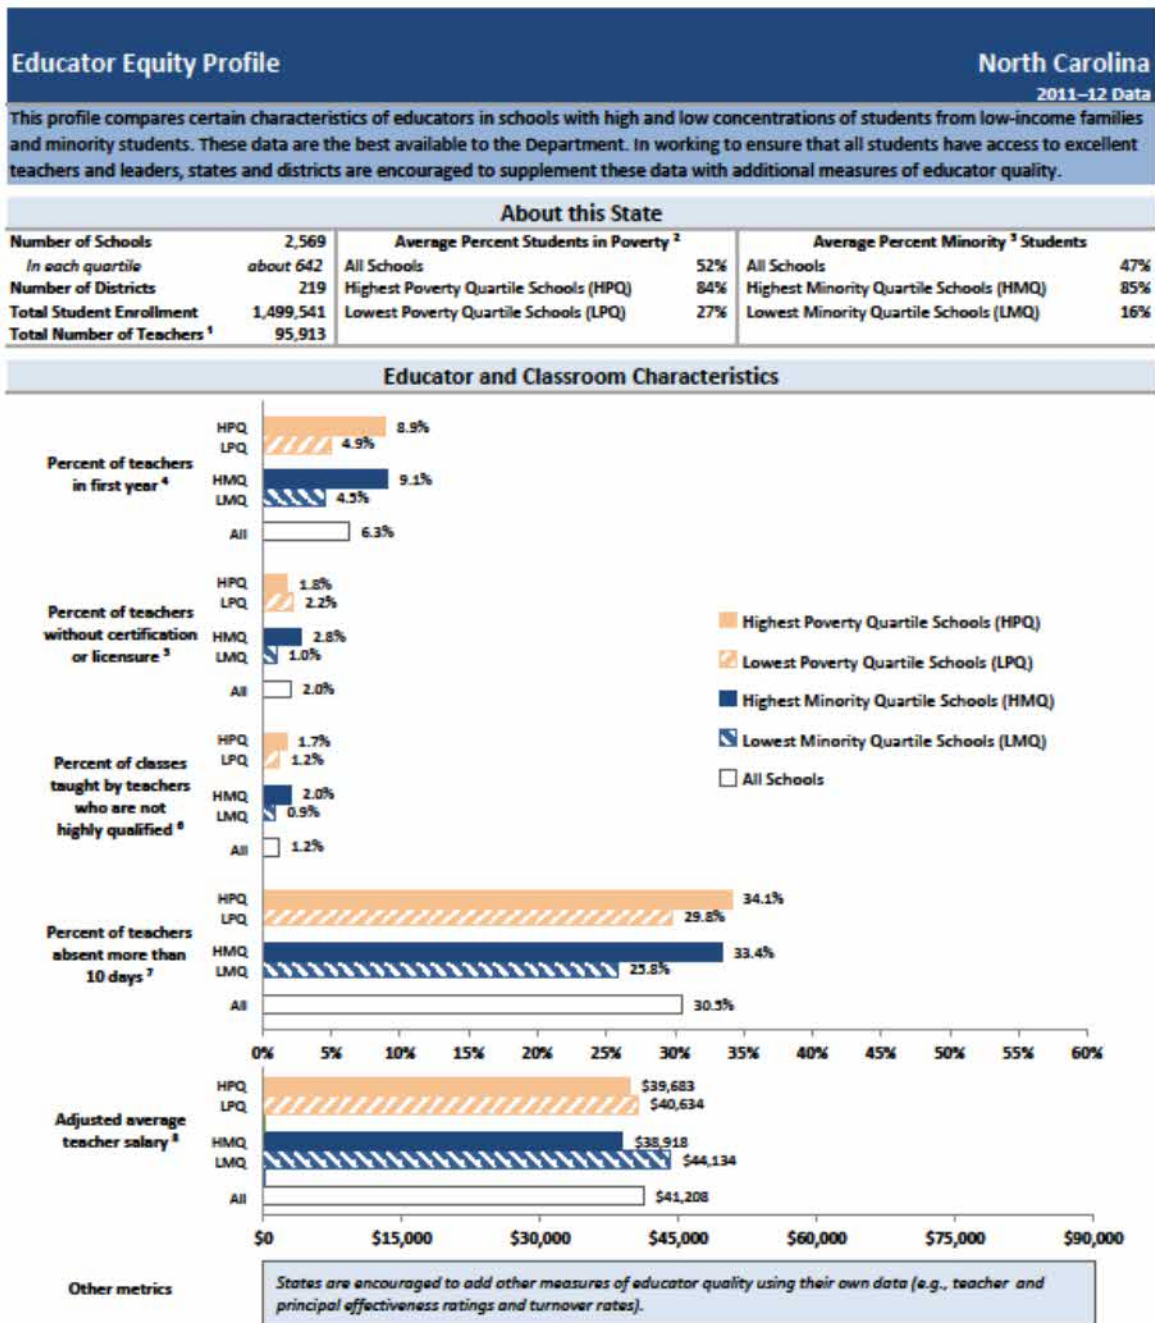 Educator Equity Profile
North Carolina
2011–12 Data
This profile compares certain characteristics of educators in schools with high and low concentrations of students from low-income families
and minority students. These data are the best available to the Department. In working to ensure that all students have access to excellent
teachers and leaders, states and districts are encouraged to supplement these data with additional measures of educator quality.
About this State
Number of Schools 2,569
In each quartile about 642
Number of Districts 219
Total Student Enrollment 1,499,541
Total Number of Teachers ¹ 95,913
Average Percent Students in Poverty ²
All Schools 52%
Highest Poverty Quartile Schools (HPQ) 84%
Lowest Poverty Quartile Schools (LPQ) 27%
Average Percent Minority ³ Students
All Schools 47%
Highest Minority Quartile Schools (HMQ) 85%
Lowest Minority Quartile Schools (LMQ) 16%
Educator and Classroom Characteristics
Percent of teachers
in first year ⁴
HPQ 8.9%
LPQ 4.9%
HMQ 9.1%
LMQ 4.5%
All 6.3%
Percent of teachers
without certification
or licensure ⁵
HPQ 1.8%
LPQ 2.2%
HMQ 2.8%
LMQ 1.0%
All 2.0%
Highest Poverty Quartile Schools (HPQ)
Lowest Poverty Quartile Schools (LPQ)
Highest Minority Quartile Schools (HMQ)
Lowest Minority Quartile Schools (LMQ)
All Schools
Percent of classes
taught by teachers
who are not
highly qualified ⁶
HPQ 1.7%
LPQ 1.2%
HMQ 2.0%
LMQ 0.9%
All 1.2%
Percent of teachers
absent more than
10 days ⁷
HPQ 34.1%
LPQ 29.8%
HMQ 33.4%
LMQ 25.8%
All 30.5%
0% 5% 10% 15% 20% 25% 30% 35% 40% 45% 50% 55% 60%
Adjusted average
teacher salary ⁸
HPQ $39,683
LPQ $40,634
HMQ $38,918
LMQ $44,134
All $41,208
$0 $15,000 $30,000 $45,000 $60,000 $75,000 $90,000
Other metrics
States are encouraged to add other measures of educator quality using their own data (e.g., teacher and
principal effectiveness ratings and turnover rates).